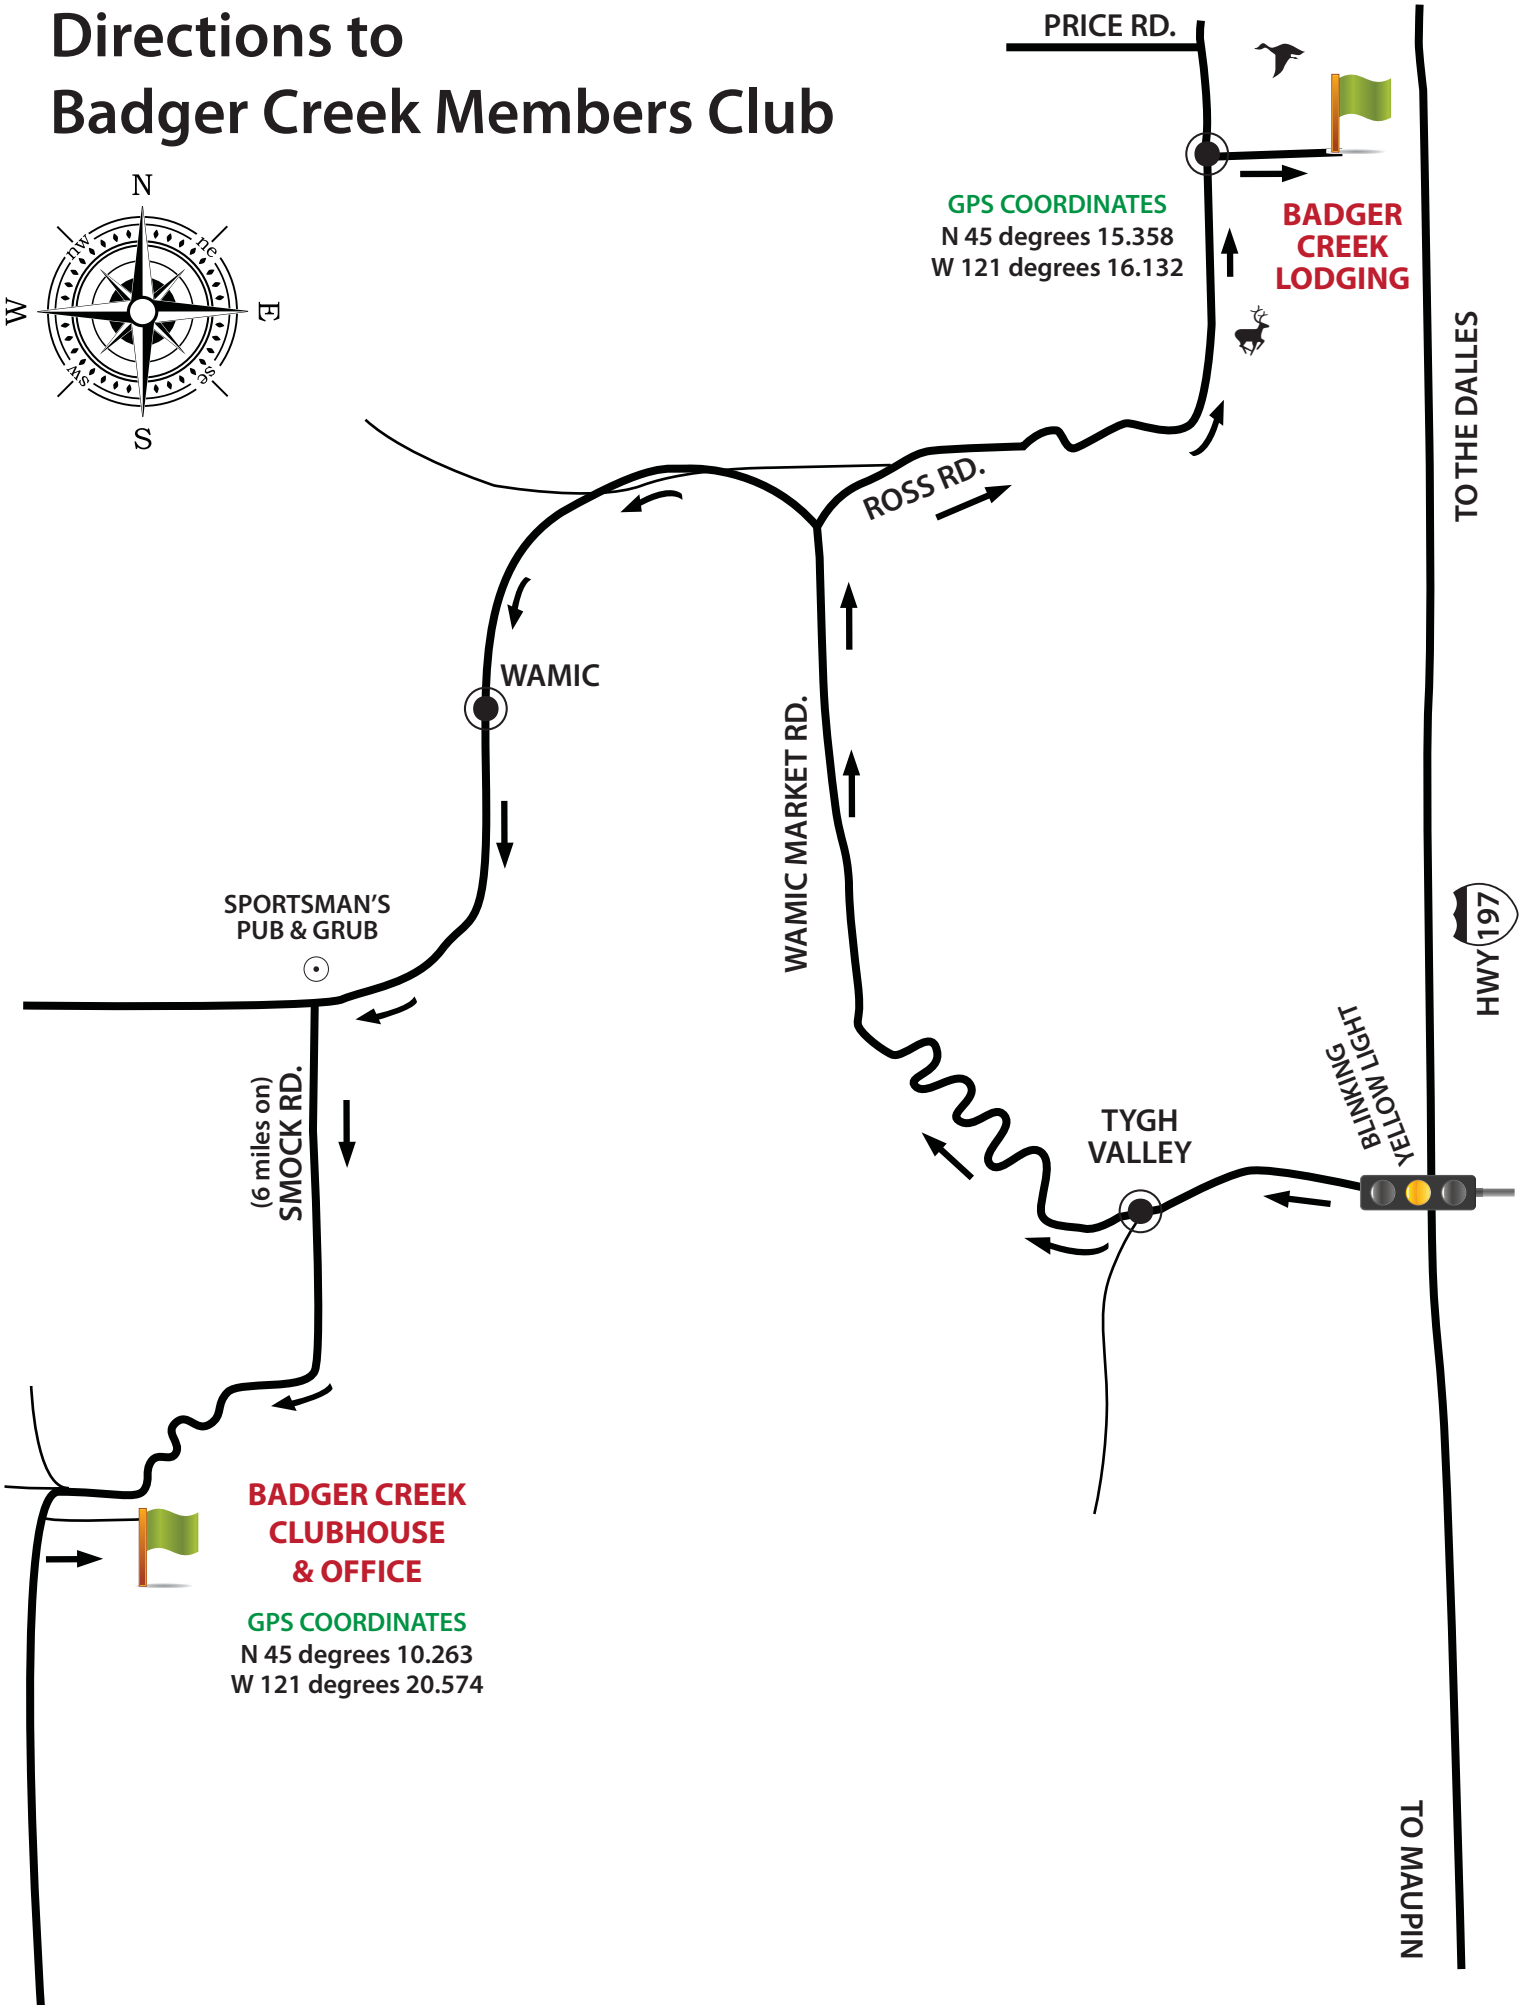 Directions to
Badger Creek Members Club
PRICE RD.
N
nw
ne
W
E
sw
se
S
GPS COORDINATES
N 45 degrees 15.358
W 121 degrees 16.132
BADGER
CREEK
LODGING
TO THE DALLES
ROSS RD.
WAMIC
WAMIC MARKET RD.
SPORTSMAN'S
PUB & GRUB
HWY 197
BLINKING
YELLOW LIGHT
(6 miles on)
SMOCK RD.
TYGH
VALLEY
BADGER CREEK
CLUBHOUSE
& OFFICE
GPS COORDINATES
N 45 degrees 10.263
W 121 degrees 20.574
TO MAUPIN